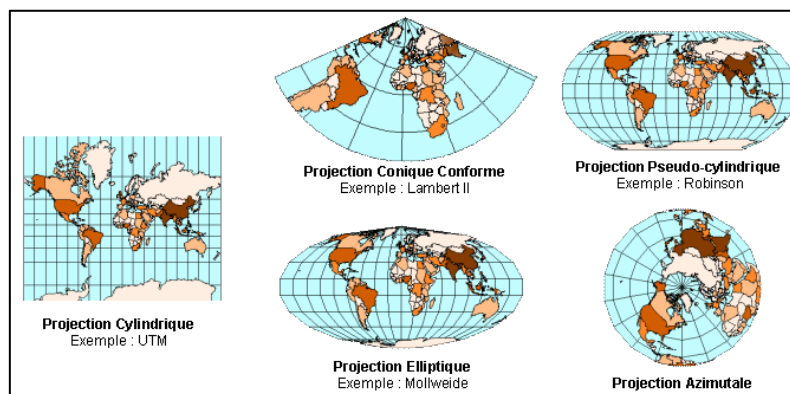 Projection Conique Conforme
Exemple : Lambert II
Projection Pseudo-cylindrique
Exemple : Robinson
Projection Cylindrique
Exemple : UTM
Projection Elliptique
Exemple : Mollweide
Projection Azimutale